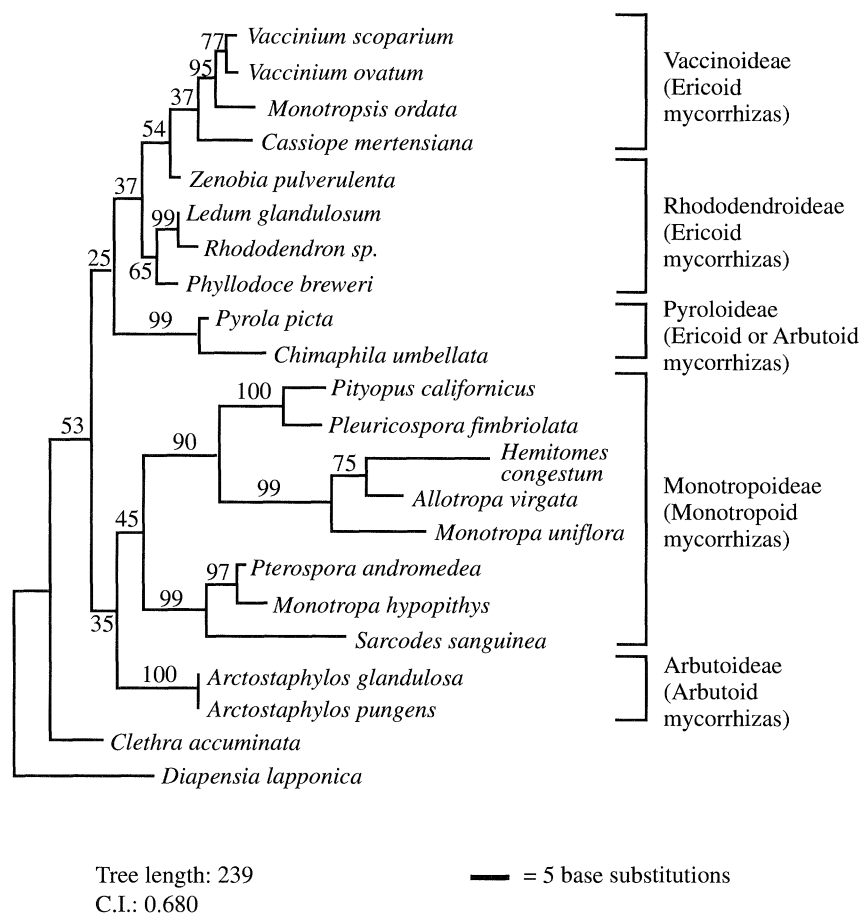 77
Vaccinium scoparium
95
Vaccinium ovatum
37
Monotropsis ordata
54
Cassiope mertensiana
Vaccinoideae
(Ericoid
mycorrhizas)
37
Zenobia pulverulenta
99
Ledum glandulosum
Rhododendron sp.
25
65
Phyllodoce breweri
Rhododendroideae
(Ericoid
mycorrhizas)
99
Pyrola picta
Chimaphila umbellata
Pyroloideae
(Ericoid or Arbutoid
mycorrhizas)
100
Pityopus californicus
Pleuricospora fimbriolata
53
90
75
Hemitomes
congestum
99
Allotropa virgata
Monotropa uniflora
Monotropoideae
(Monotropoid
mycorrhizas)
45
97
Pterospora andromedea
99
Monotropa hypopithys
35
Sarcodes sanguinea
100
Arctostaphylos glandulosa
Arctostaphylos pungens
Arbutoideae
(Arbutoid
mycorrhizas)
Clethra accuminata
Diapensia lapponica
Tree length: 239
C.I.: 0.680
= 5 base substitutions